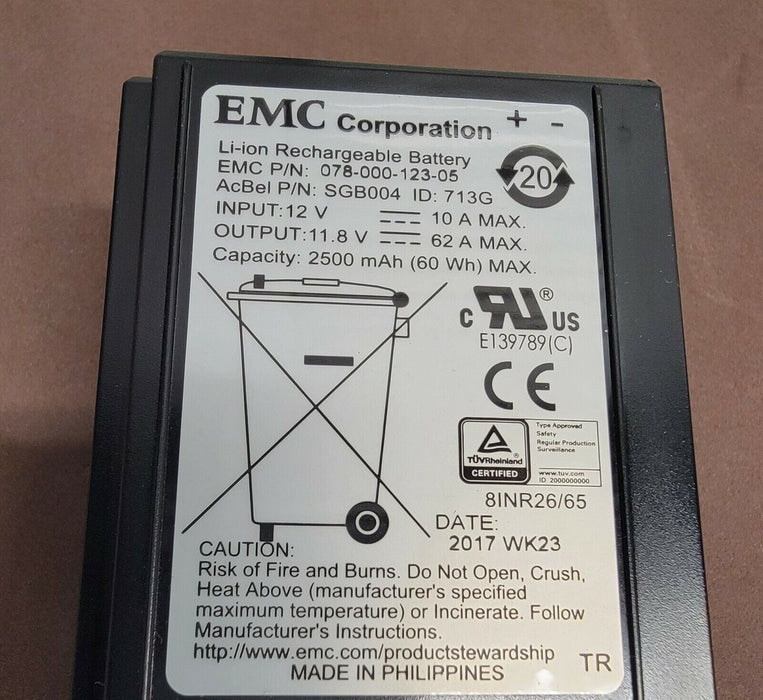 EMC Corporation + -
Li-ion Rechargeable Battery
EMC P/N: 078-000-123-05
AcBel P/N: SGB004 ID: 713G
20
INPUT:12 V 10 A MAX.
OUTPUT:11.8 V 62 A MAX.
Capacity: 2500 mAh (60 Wh) MAX.
c RU ® US
E139789(C)
CE
TÜVRheinland ®
CERTIFIED
Type Approved
Safety
Regular Production
Surveillance
www.tuv.com
ID 2000000000
8INR26/65
DATE:
2017 WK23
CAUTION:
Risk of Fire and Burns. Do Not Open, Crush,
Heat Above (manufacturer's specified
maximum temperature) or Incinerate. Follow
Manufacturer's Instructions.
http://www.emc.com/productstewardship
MADE IN PHILIPPINES
TR